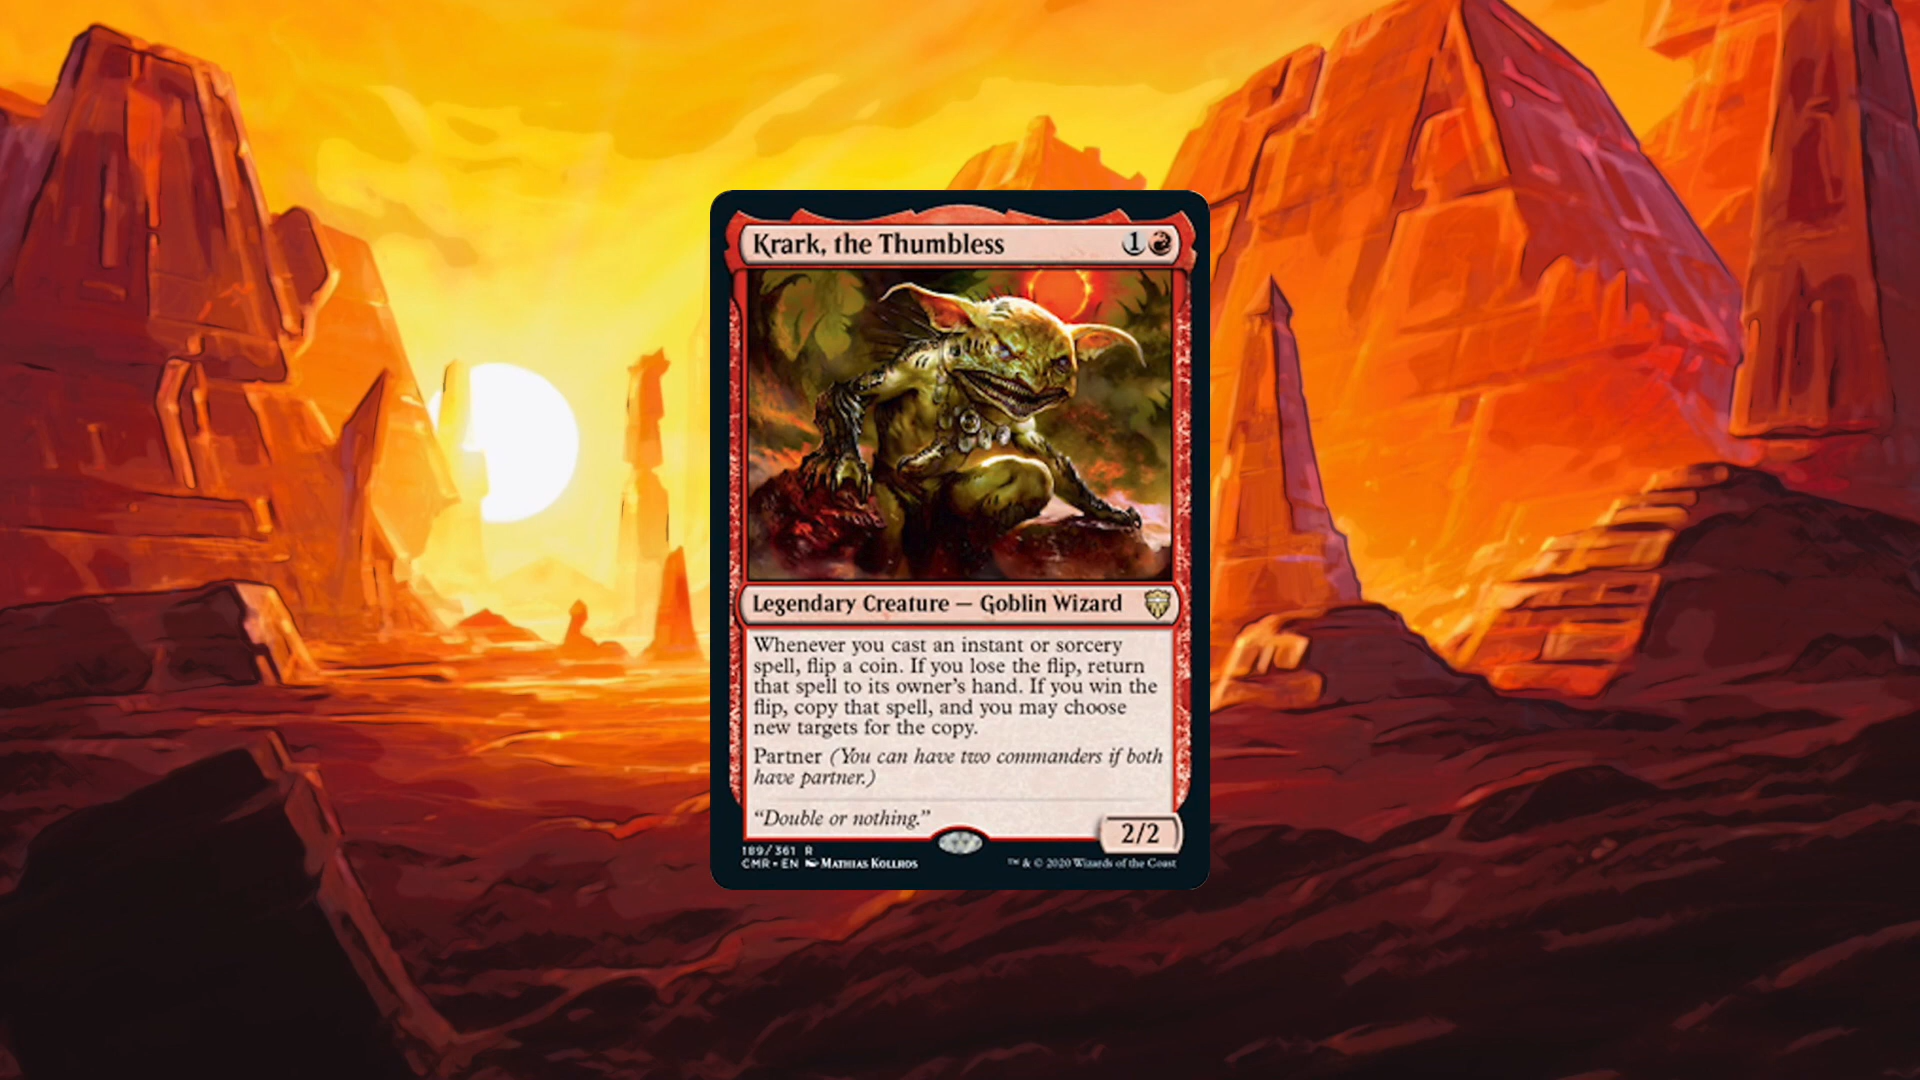 Krark, the Thumbless 1
Legendary Creature — Goblin Wizard
Whenever you cast an instant or sorcery
spell, flip a coin. If you lose the flip, return
that spell to its owner's hand. If you win the
flip, copy that spell, and you may choose
new targets for the copy.
Partner (You can have two commanders if both
have partner.)
"Double or nothing."
2/2
189/361 R
CMR • EN Mathias Kollros
™ & © 2020 Wizards of the Coast